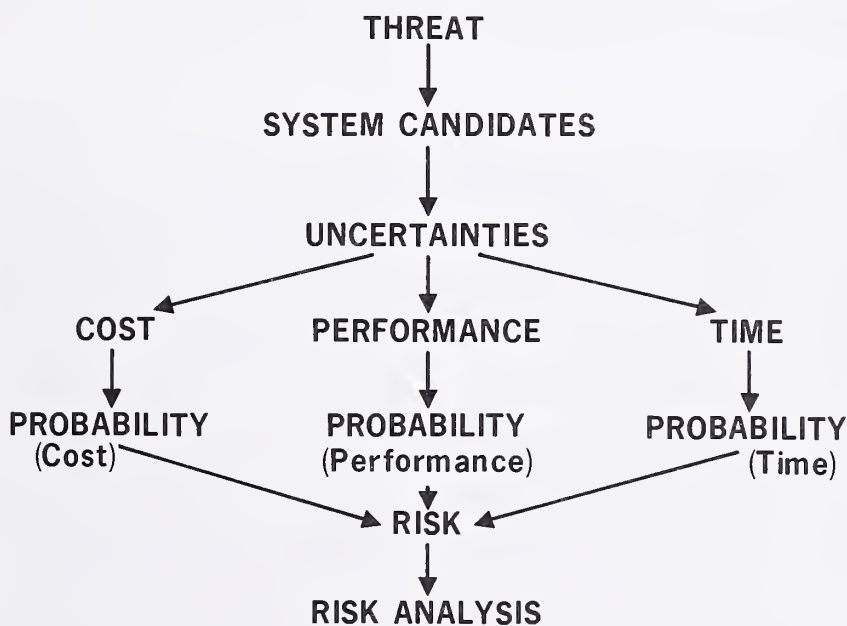 THREAT
SYSTEM CANDIDATES
UNCERTAINTIES
COST PERFORMANCE TIME
PROBABILITY PROBABILITY PROBABILITY
(Cost) (Performance) (Time)
RISK
RISK ANALYSIS